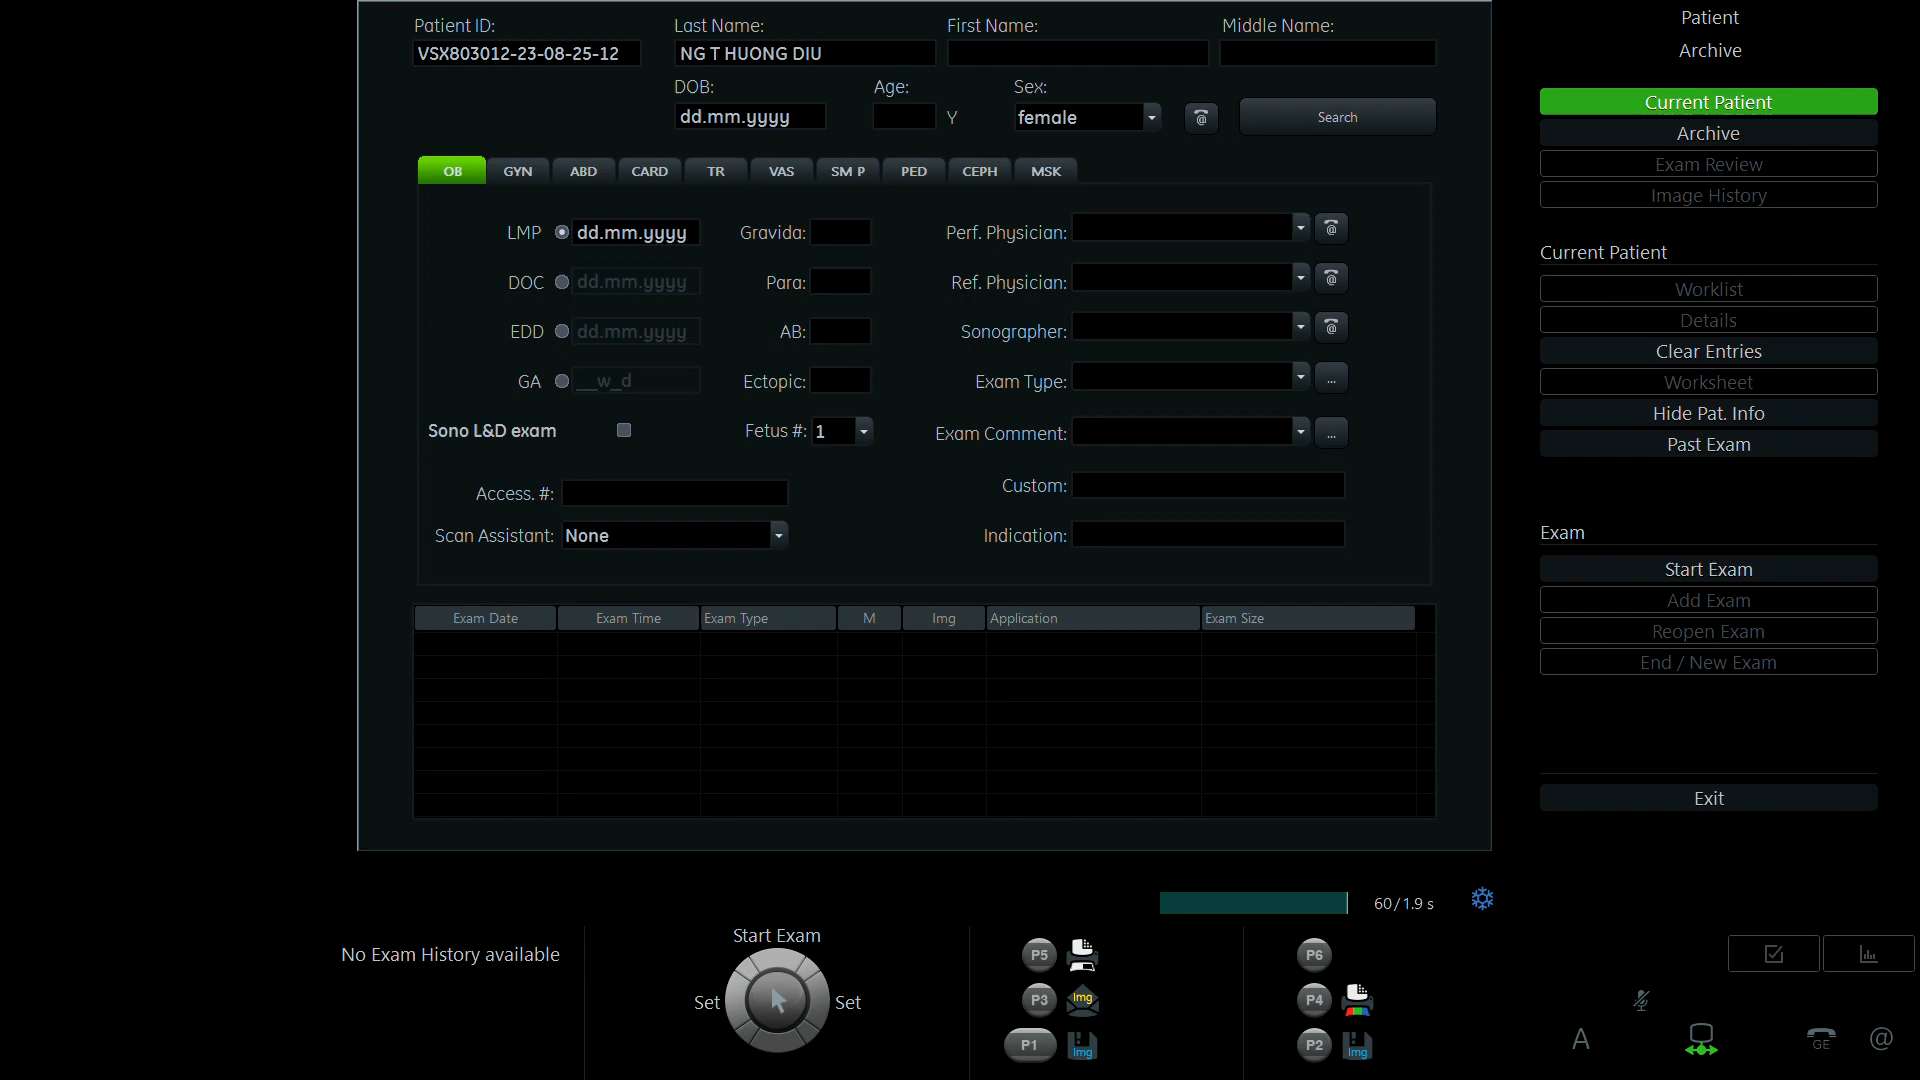 Patient ID: Last Name: First Name: Middle Name:
VSX803012-23-08-25-12 NG T HUONG DIU
DOB: Age: Sex:
dd.mm.yyyy Y female @ Search
OB GYN ABD CARD TR VAS SM P PED CEPH MSK
LMP dd.mm.yyyy Gravida: Perf. Physician: @
DOC dd.mm.yyyy Para: Ref. Physician: @
EDD dd.mm.yyyy AB: Sonographer: @
GA __w_d Ectopic: Exam Type: ...
Sono L&D exam Fetus #: 1 Exam Comment: ...
Access. #: Custom:
Scan Assistant: None Indication:
Exam Date Exam Time Exam Type M Img Application Exam Size
Patient
Archive
Current Patient
Archive
Exam Review
Image History
Current Patient
Worklist
Details
Clear Entries
Worksheet
Hide Pat. Info
Past Exam
Exam
Start Exam
Add Exam
Reopen Exam
End / New Exam
Exit
60/1.9 s
No Exam History available
Start Exam
Set Set
P5 P6
P3 Img P4
P1 Img P2 Img
A GE @